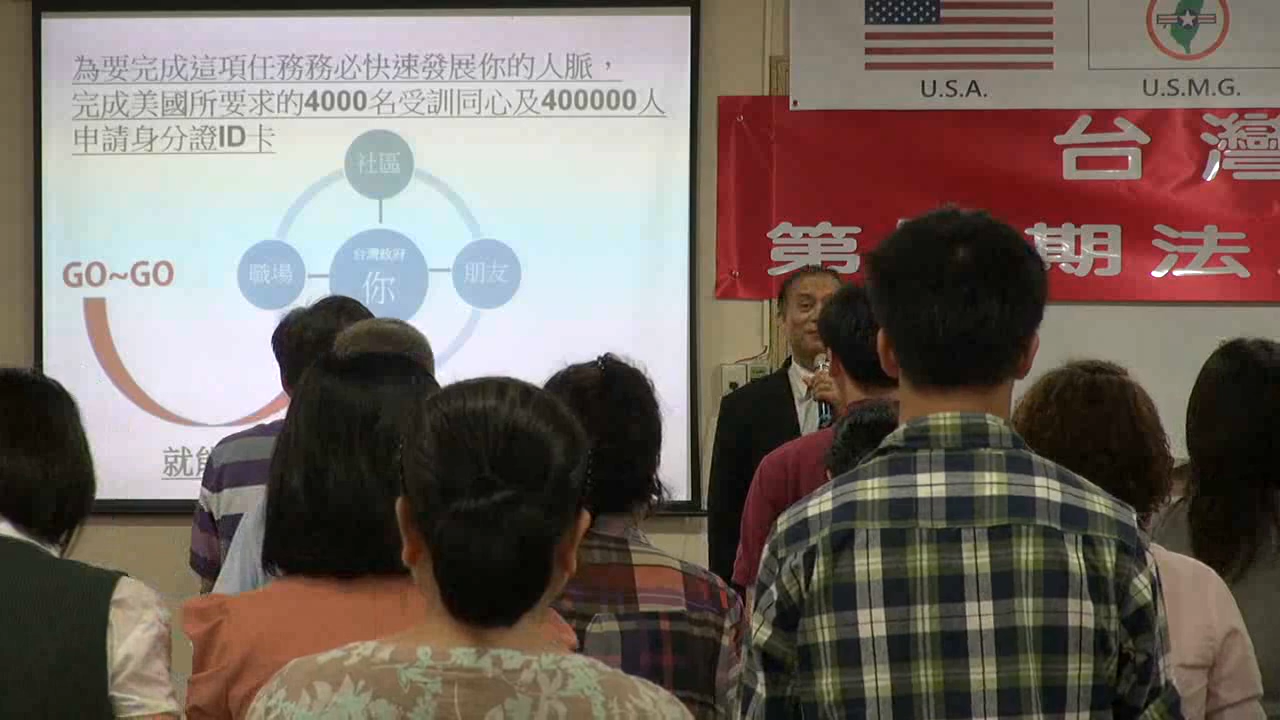 為要完成這項任務務必快速發展你的人脈，
完成美國所要求的4000名受訓同心及400000人
申請身分證ID卡
社區
職場
台灣政府
你
朋友
GO~GO
就
U.S.A.
U.S.M.G.
台灣
第
期法